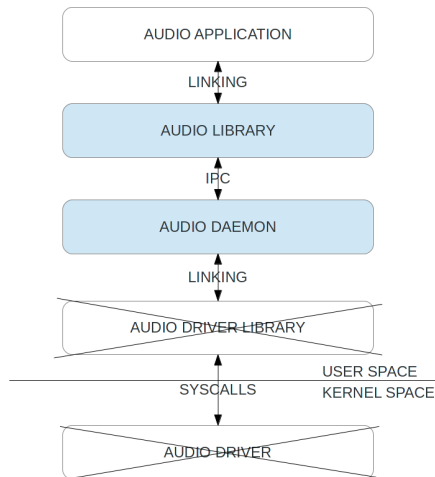 AUDIO APPLICATION
LINKING
AUDIO LIBRARY
IPC
AUDIO DAEMON
LINKING
AUDIO DRIVER LIBRARY
USER SPACE
SYSCALLS
KERNEL SPACE
AUDIO DRIVER